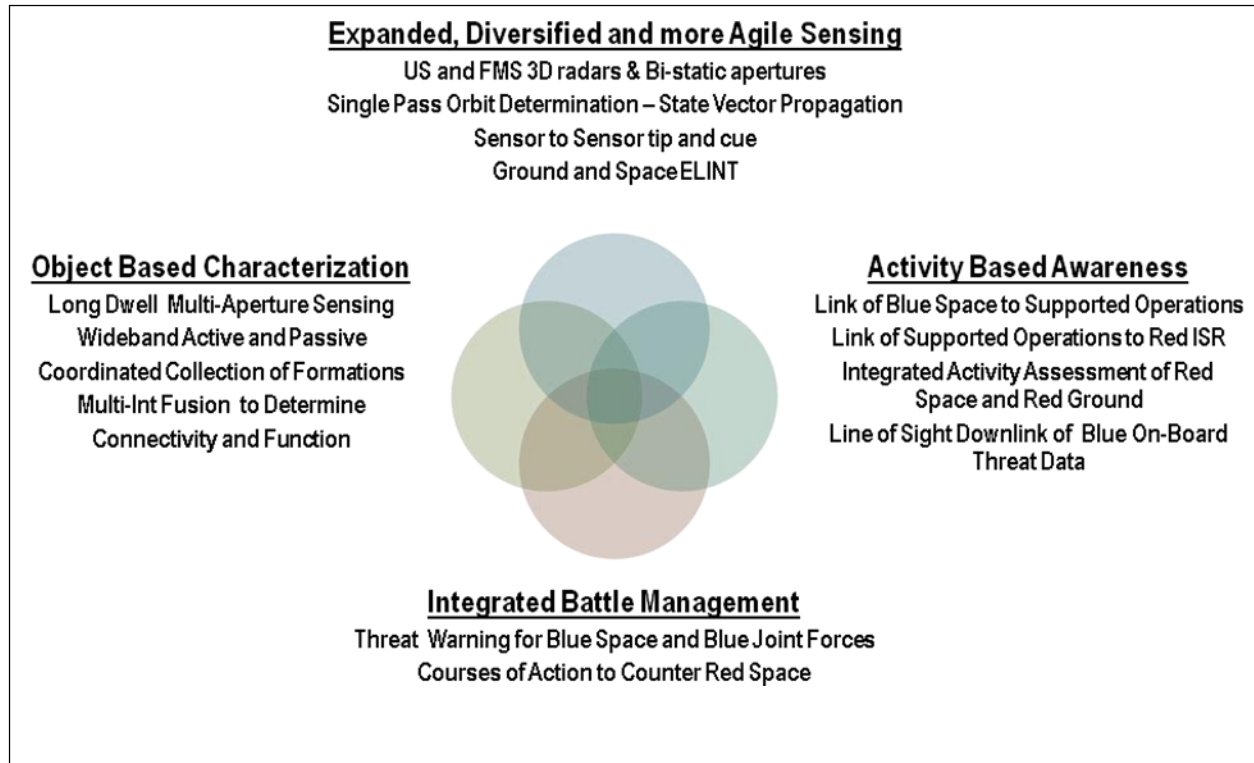 Expanded, Diversified and more Agile Sensing
US and FMS 3D radars & Bi-static apertures
Single Pass Orbit Determination – State Vector Propagation
Sensor to Sensor tip and cue
Ground and Space ELINT
Object Based Characterization
Long Dwell Multi-Aperture Sensing
Wideband Active and Passive
Coordinated Collection of Formations
Multi-Int Fusion to Determine
Connectivity and Function
Activity Based Awareness
Link of Blue Space to Supported Operations
Link of Supported Operations to Red ISR
Integrated Activity Assessment of Red
Space and Red Ground
Line of Sight Downlink of Blue On-Board
Threat Data
Integrated Battle Management
Threat Warning for Blue Space and Blue Joint Forces
Courses of Action to Counter Red Space